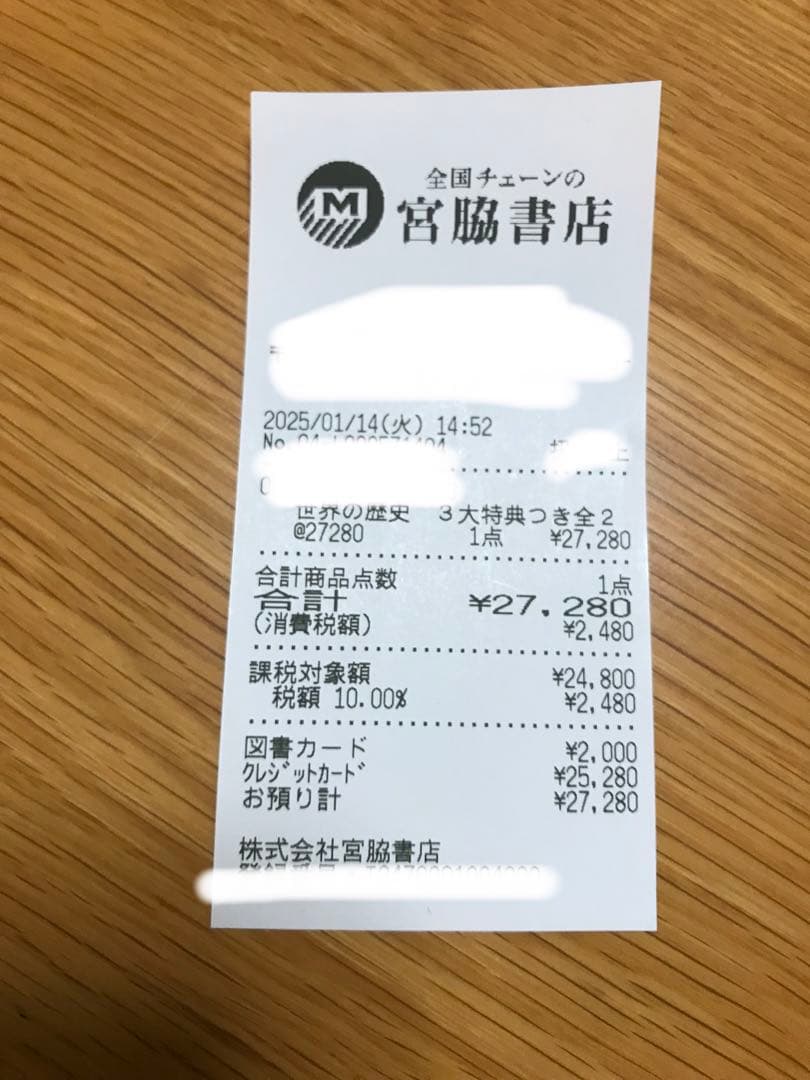 M
全国チェーンの
宮脇書店
2025/01/14(火) 14:52
No.
世界の歴史 3大特典つき全2
@27280 1点 ¥27,280
合計商品点数 1点
合計 ¥27,280
(消費税額) ¥2,480
課税対象額 ¥24,800
税額 10.00% ¥2,480
図書カード ¥2,000
ｸﾚｼﾞｯﾄｶｰﾄﾞ ¥25,280
お預り計 ¥27,280
株式会社宮脇書店